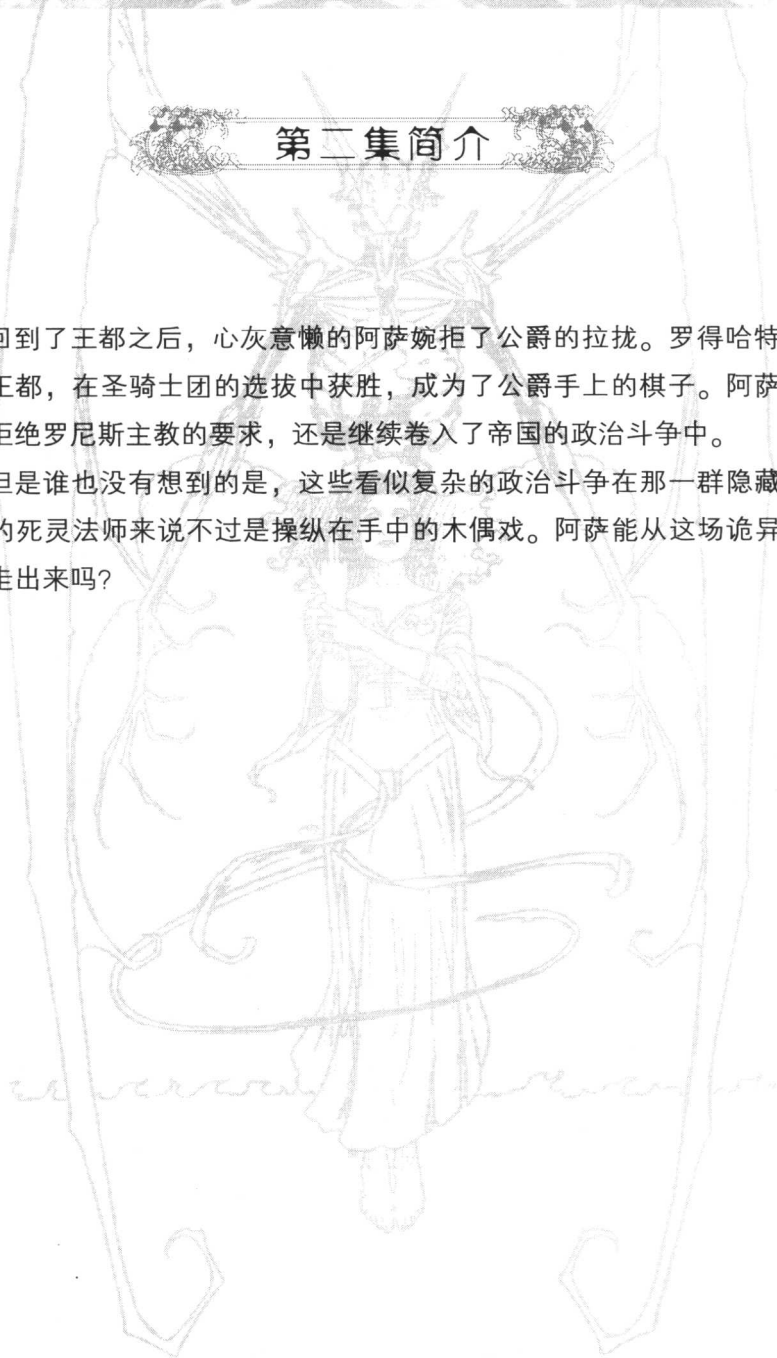 第二集简介
回到了王都之后，心灰意懒的阿萨婉拒了公爵的拉拢。罗得哈特
王都，在圣骑士团的选拔中获胜，成为了公爵手上的棋子。阿萨
拒绝罗尼斯主教的要求，还是继续卷入了帝国的政治斗争中。
但是谁也没有想到的是，这些看似复杂的政治斗争在那一群隐藏
的死灵法师来说不过是操纵在手中的木偶戏。阿萨能从这场诡异
走出来吗？